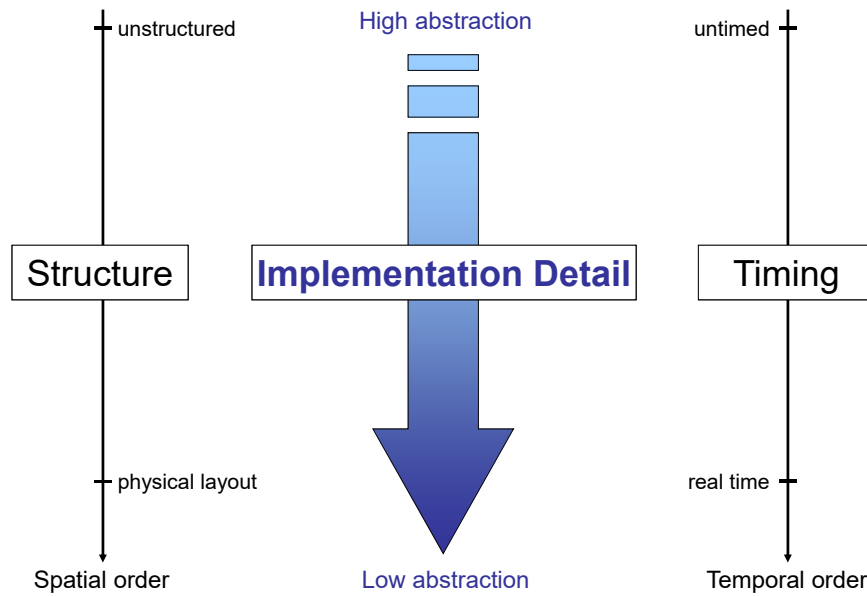 High abstraction
unstructured
untimed
Structure
Implementation Detail
Timing
physical layout
real time
Spatial order
Low abstraction
Temporal order